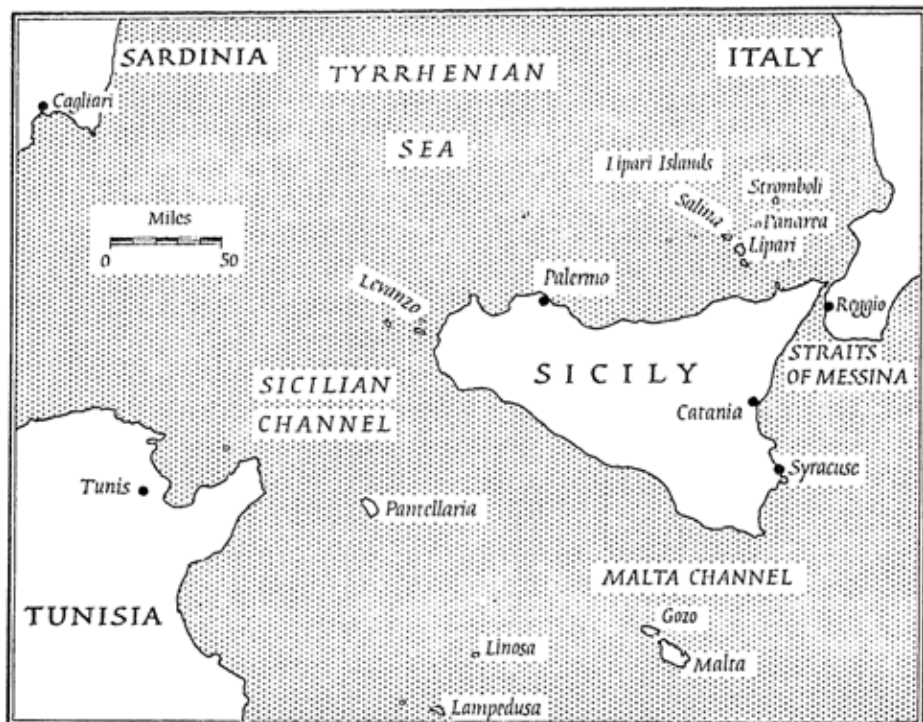 SARDINIA
ITALY
TYRRHENIAN
Cagliari
SEA
Lipari Islands
Stromboli
Salina
Panarea
Miles
Lipari
0 50
Palermo
Levanzo
Reggio
STRAITS
OF MESSINA
SICILY
SICILIAN
CHANNEL
Catania
Syracuse
Tunis
Pantellaria
MALTA CHANNEL
TUNISIA
Gozo
Linosa
Malta
Lampedusa